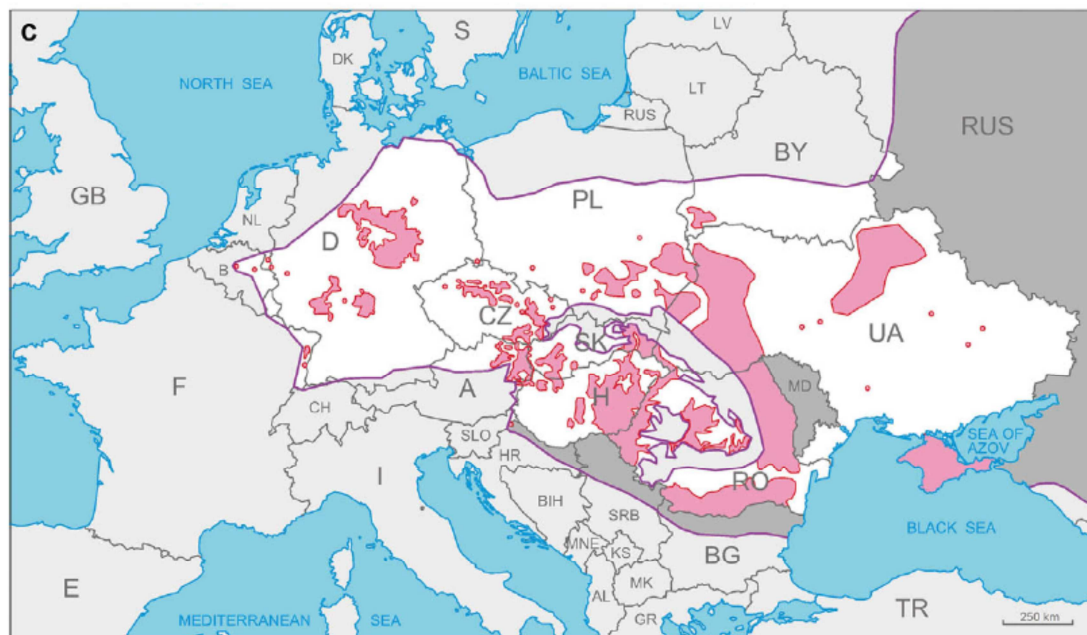 C
S
LV
DK
NORTH SEA
BALTIC SEA
LT
RUS
RUS
BY
GB
NL
PL
D
B
CZ
UA
SK
F
A
H
MD
CH
SEA OF
AZOV
SLO
HR
RO
I
BIH
SRB
BLACK SEA
MNE
KS
BG
MK
E
AL
MEDITERRANEAN SEA
GR
TR
250 km